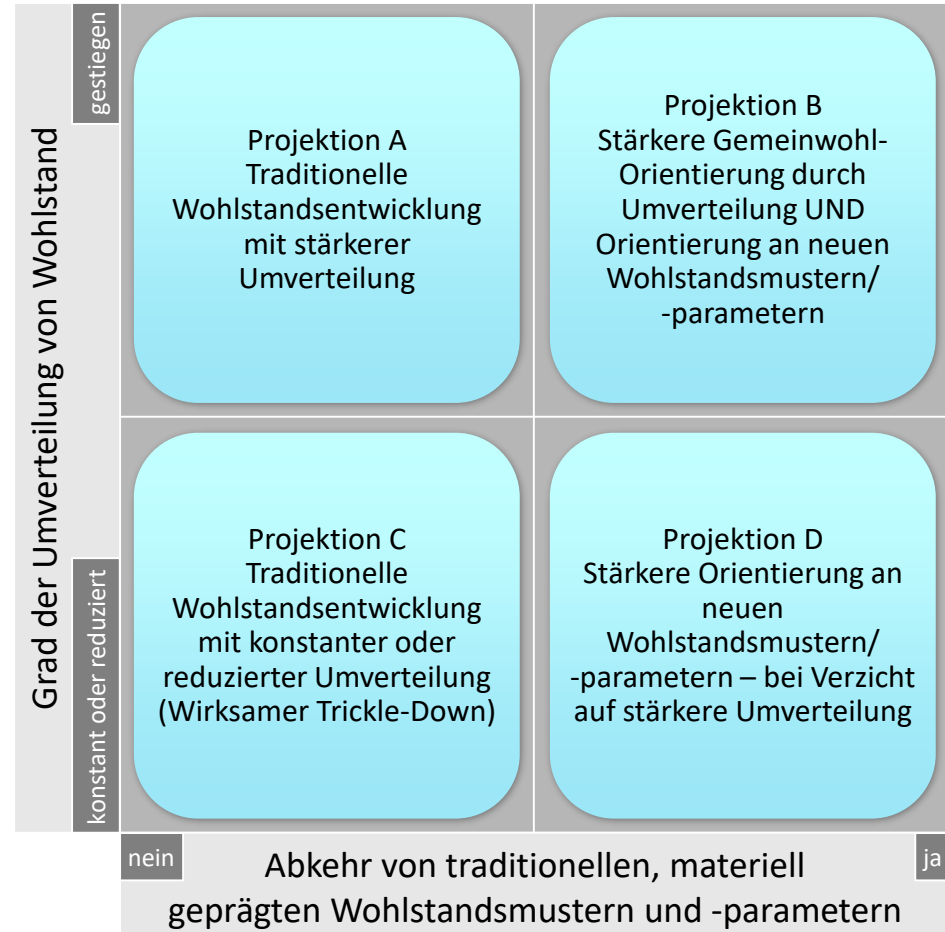 Grad der Umverteilung von Wohlstand
gestiegen
Projektion A
Traditionelle
Wohlstandsentwicklung
mit stärkerer
Umverteilung
Projektion B
Stärkere Gemeinwohl-
Orientierung durch
Umverteilung UND
Orientierung an neuen
Wohlstandsmustern/
-parametern
konstant oder reduziert
Projektion C
Traditionelle
Wohlstandsentwicklung
mit konstanter oder
reduzierter Umverteilung
(Wirksamer Trickle-Down)
Projektion D
Stärkere Orientierung an
neuen
Wohlstandsmustern/
-parametern – bei Verzicht
auf stärkere Umverteilung
nein
Abkehr von traditionellen, materiell
geprägten Wohlstandsmustern und -parametern
ja